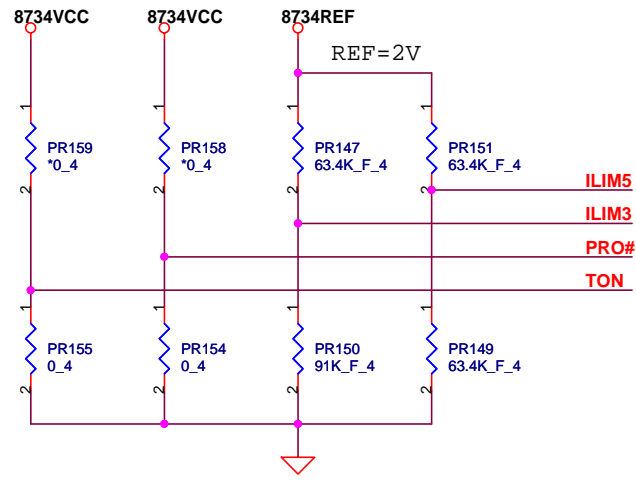 8734VCC 8734VCC 8734REF
REF=2V
1 1 1 1
PR159 PR158 PR147 PR151
*0_4 *0_4 63.4K_F_4 63.4K_F_4
2 2 2 2
ILIM5
ILIM3
PRO#
TON
1 1 1 1
PR155 PR154 PR150 PR149
0_4 0_4 91K_F_4 63.4K_F_4
2 2 2 2